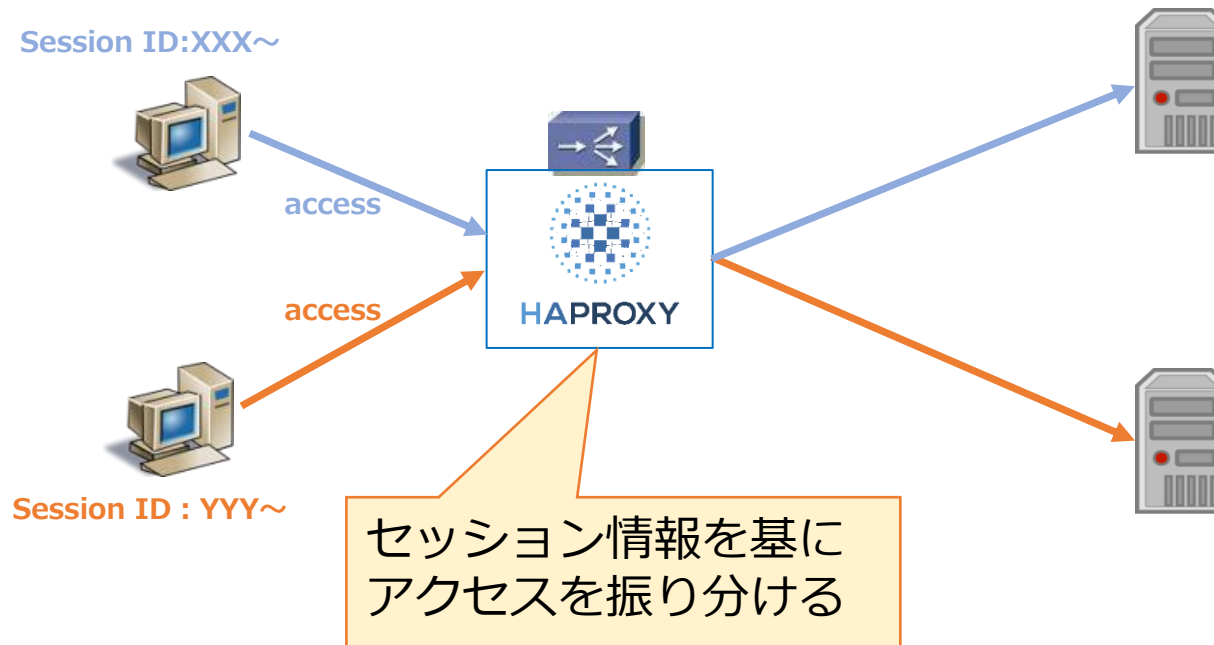 Session ID:XXX～
access
HAPROXY
access
Session ID : YYY～
セッション情報を基に
アクセスを振り分ける